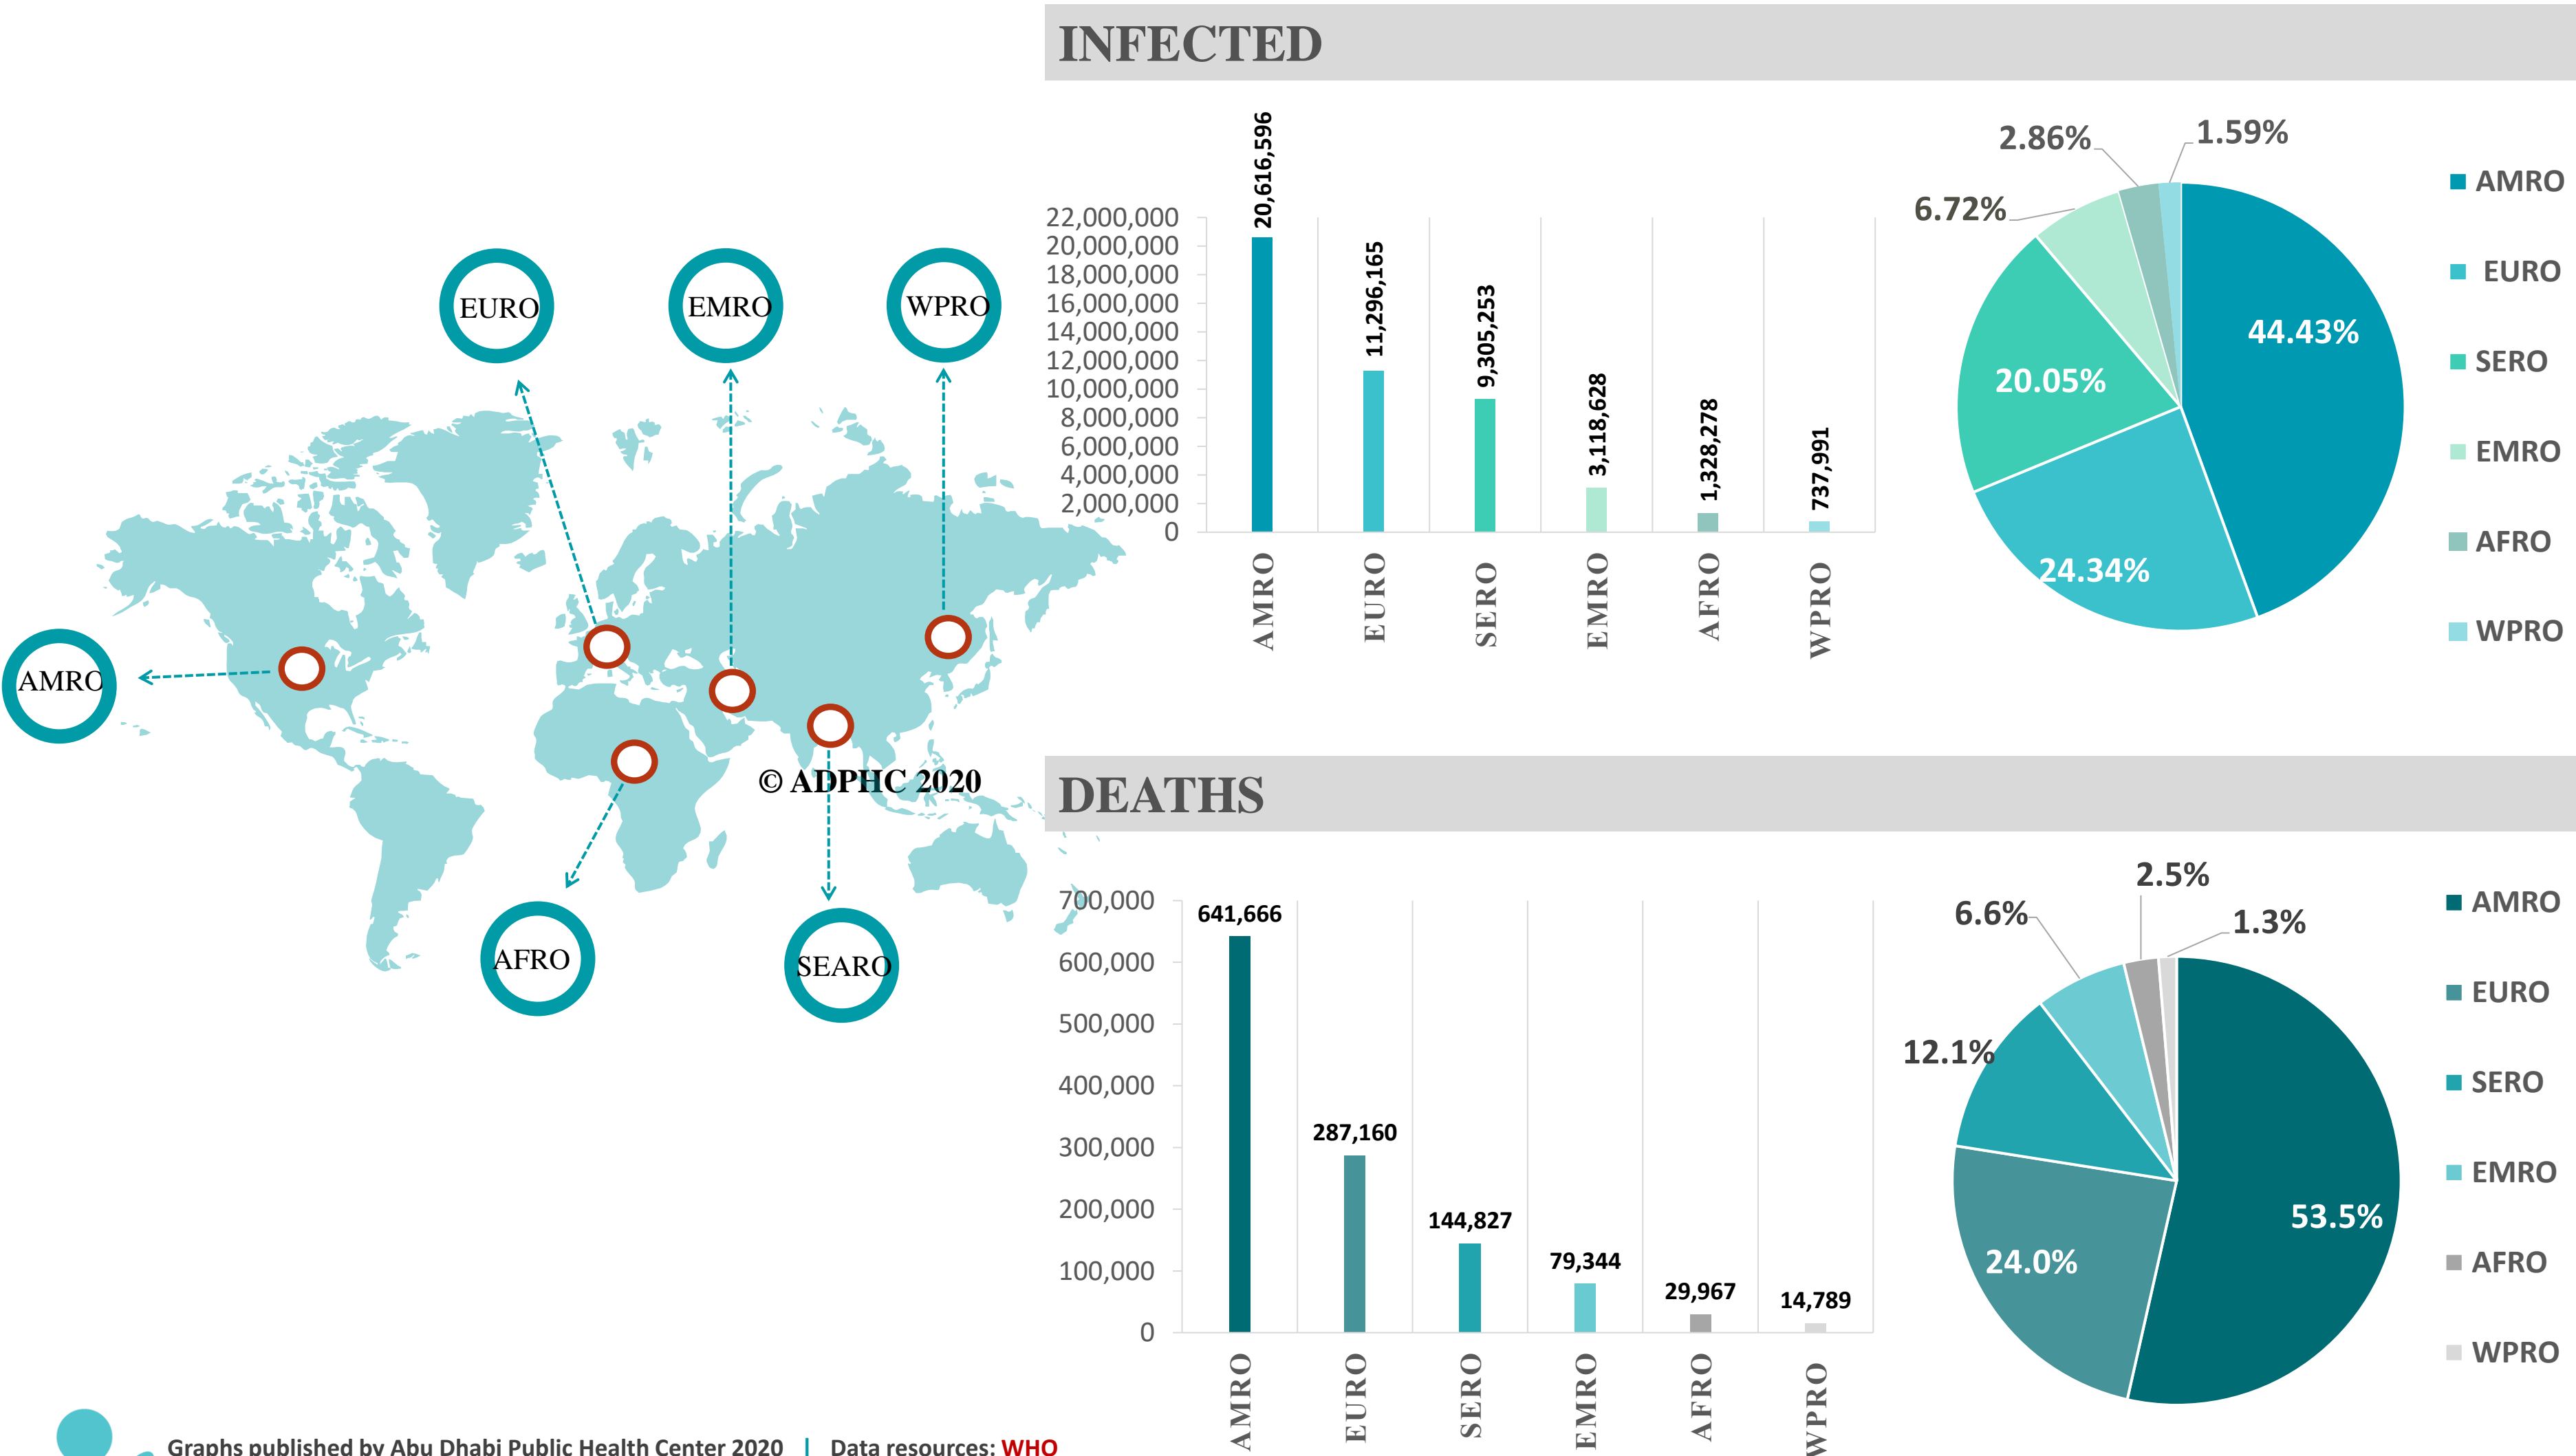 EURO
EMRO
WPRO
AMRO
AFRO
SEARO
© ADPHC 2020
INFECTED
22,000,000
20,000,000
18,000,000
16,000,000
14,000,000
12,000,000
10,000,000
8,000,000
6,000,000
4,000,000
2,000,000
0
20,616,596
11,296,165
9,305,253
3,118,628
1,328,278
737,991
AMRO
EURO
SERO
EMRO
AFRO
WPRO
2.86%
1.59%
6.72%
44.43%
20.05%
24.34%
AMRO
EURO
SERO
EMRO
AFRO
WPRO
DEATHS
700,000
600,000
500,000
400,000
300,000
200,000
100,000
0
641,666
287,160
144,827
79,344
29,967
14,789
AMRO
EURO
SERO
EMRO
AFRO
WPRO
2.5%
6.6%
1.3%
12.1%
53.5%
24.0%
AMRO
EURO
SERO
EMRO
AFRO
WPRO
Graphs published by Abu Dhabi Public Health Center 2020 | Data resources: WHO